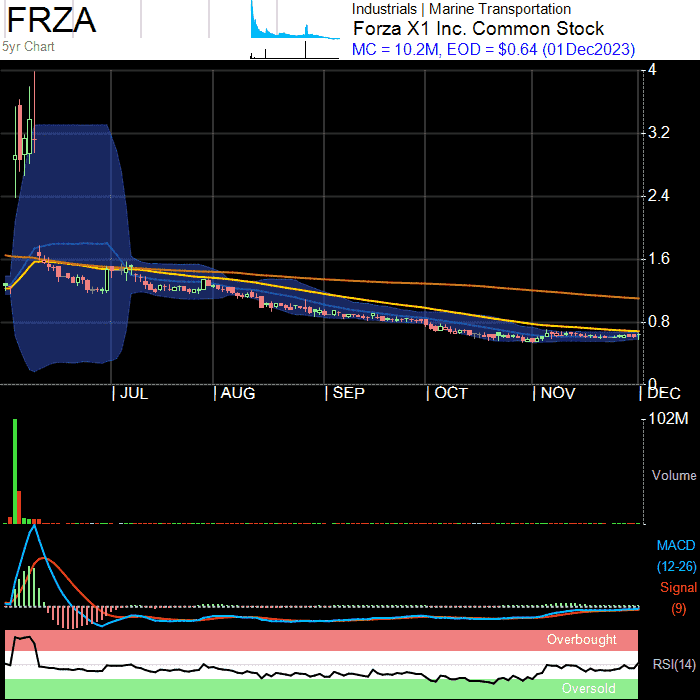 FRZA
5yr Chart
Industrials | Marine Transportation
Forza X1 Inc. Common Stock
MC = 10.2M, EOD = $0.64 (01Dec2023)
4
3.2
2.4
1.6
0.8
0
JUL AUG SEP OCT NOV DEC
102M
Volume
MACD
(12-26)
Signal
(9)
Overbought
RSI(14)
Oversold